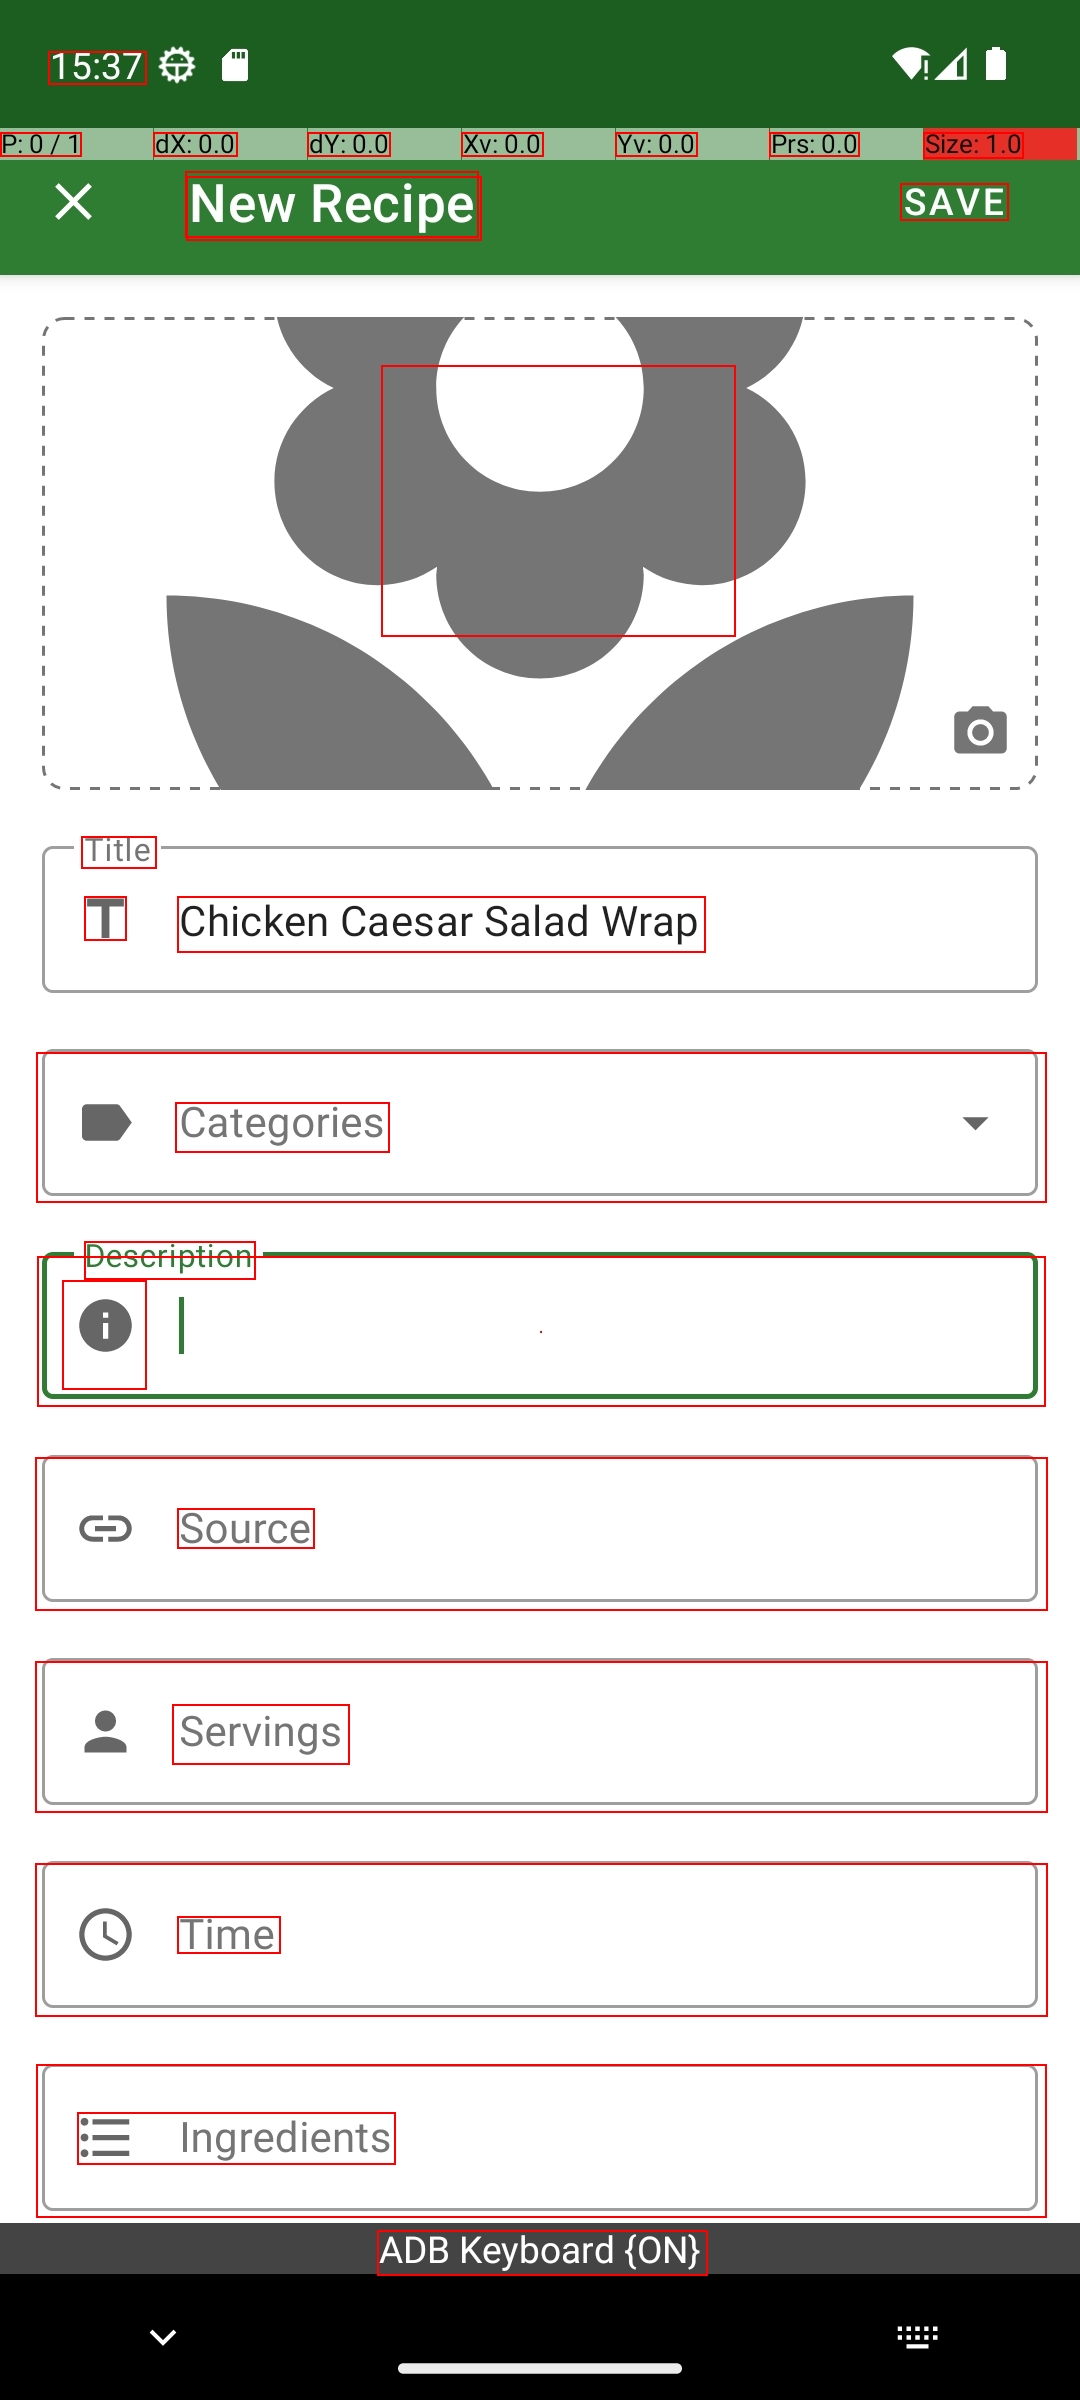 15:37
P: 0 / 1 dX: 0.0 dY: 0.0 Xv: 0.0 Yv: 0.0 Prs: 0.0 Size: 1.0
New Recipe SAVE
Title
Chicken Caesar Salad Wrap
Categories
Description
Source
Servings
Time
Ingredients
ADB Keyboard {ON}